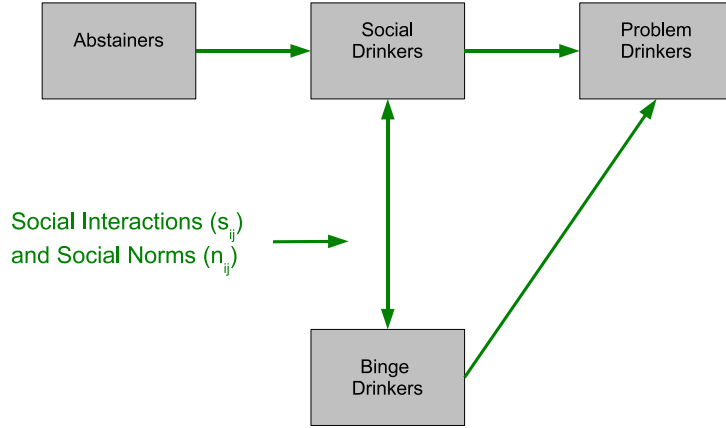 Abstainers
Social
Drinkers
Problem
Drinkers
Social Interactions (s_ij)
and Social Norms (n_ij)
Binge
Drinkers